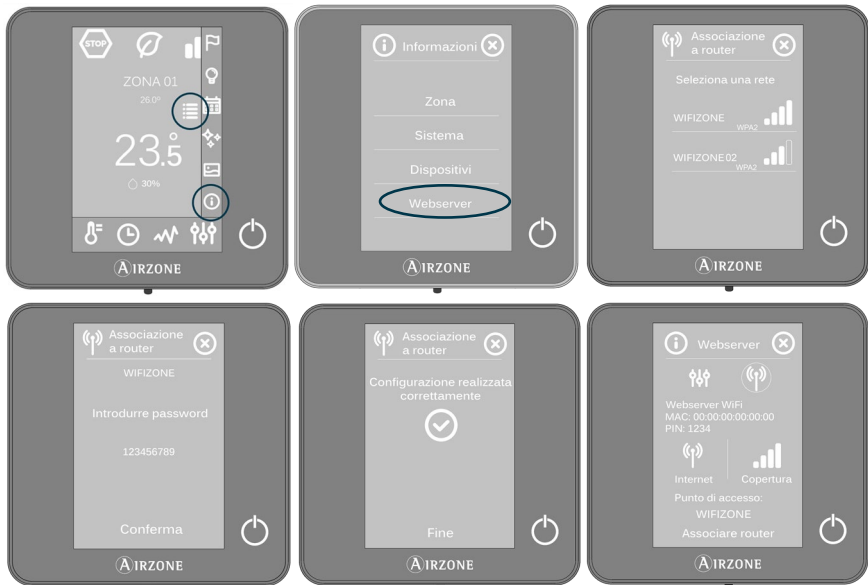 STOP
ZONA 01
26.0°
23.5°
30%
AIRZONE
Informazioni
Zona
Sistema
Dispositivi
Webserver
AIRZONE
Associazione
a router
Seleziona una rete
WIFIZONE
WPA2
WIFIZONE02
WPA2
AIRZONE
Associazione
a router
WIFIZONE
Introdurre password
123456789
Conferma
AIRZONE
Associazione
a router
Configurazione realizzata
correttamente
Fine
AIRZONE
Webserver
Webserver WiFi
MAC: 00:00:00:00:00:00
PIN: 1234
Internet
Copertura
Punto di accesso:
WIFIZONE
Associare router
AIRZONE